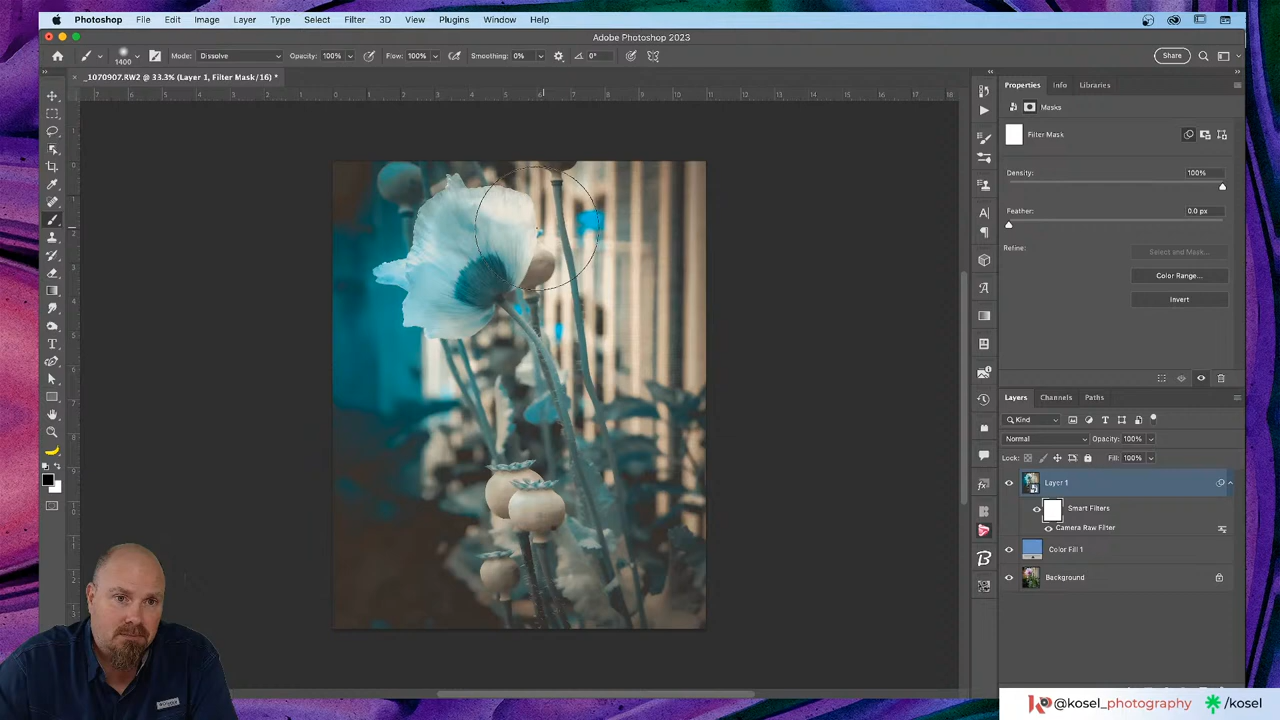 Photoshop File Edit Image Layer Type Select Filter 3D View Plugins Window Help
Adobe Photoshop 2023
1400 Mode: Dissolve Opacity: 100% Flow: 100% Smoothing: 0% 0° Share
_1070907.RW2 @ 33.3% (Layer 1, Filter Mask/16) *
Properties Info Libraries
Masks
Filter Mask
Density: 100%
Feather: 0.0 px
Refine: Select and Mask...
Color Range...
Invert
Layers Channels Paths
Kind
Normal Opacity: 100%
Lock: Fill: 100%
Layer 1
Smart Filters
Camera Raw Filter
Color Fill 1
Background
@kosel_photography /kosel